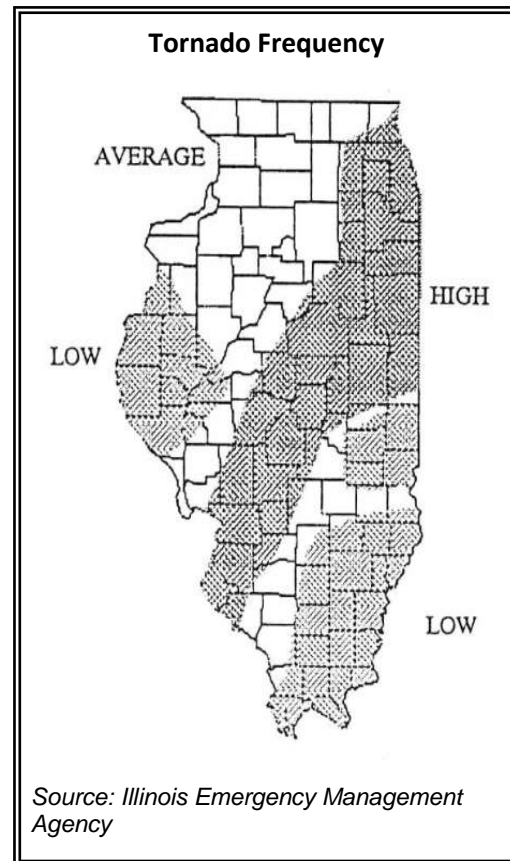 Tornado Frequency
AVERAGE
HIGH
LOW
LOW
Source: Illinois Emergency Management
Agency